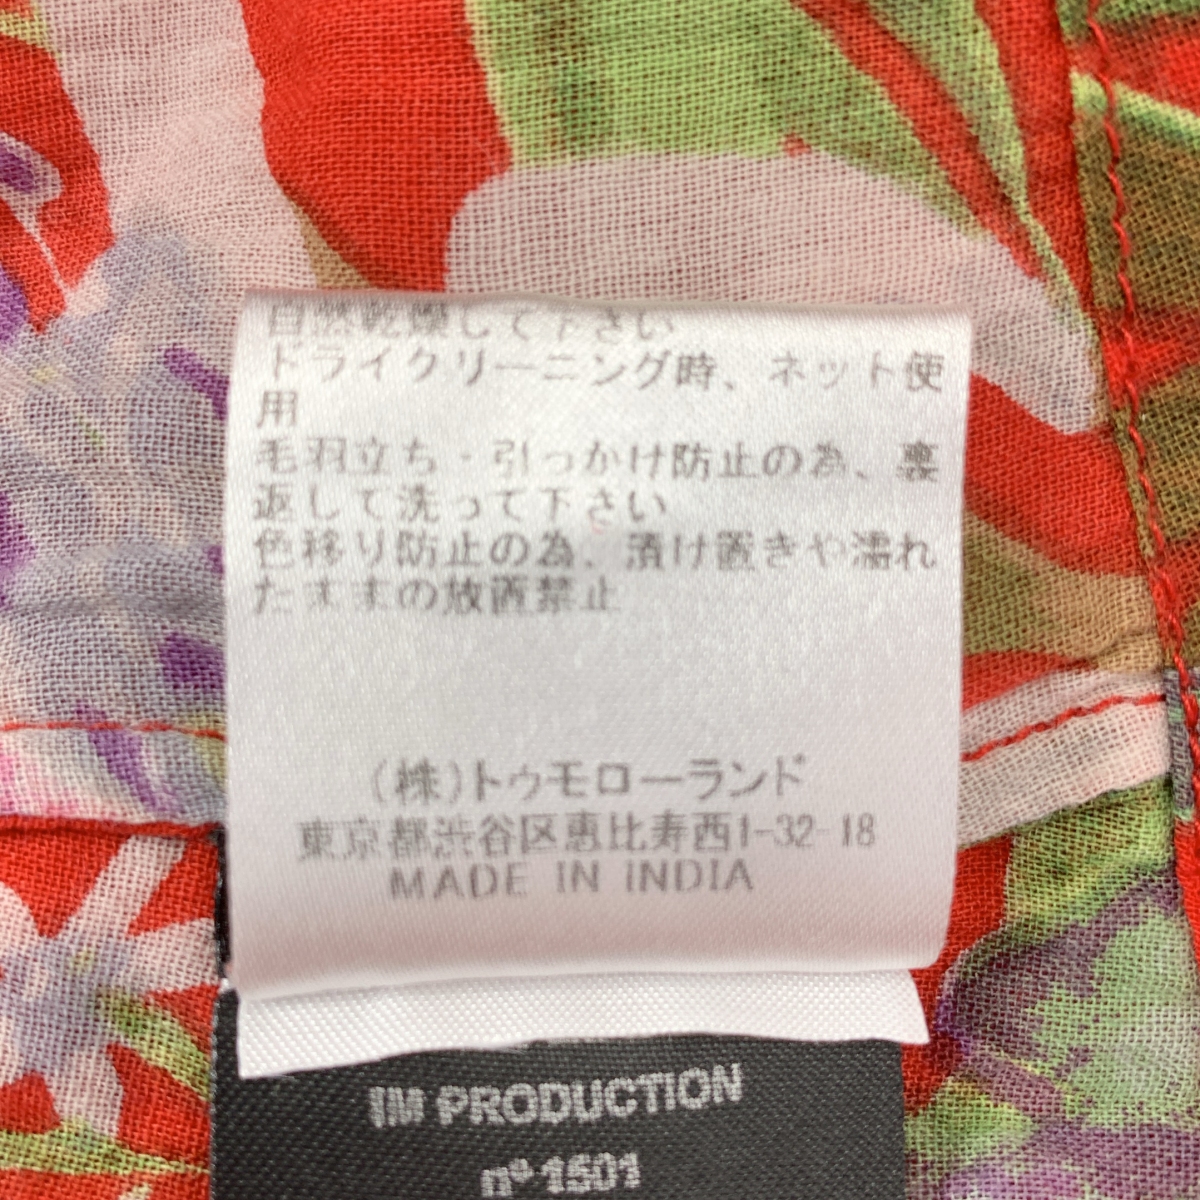 自然乾燥して下さい
ドライクリーニング時、ネット使
用
毛羽立ち・引っかけ防止の為、裏
返して洗って下さい
色移り防止の為、漬け置きや濡れ
たままの放置禁止
(株)トゥモローランド
東京都渋谷区恵比寿西1-32-18
MADE IN INDIA
IM PRODUCTION
nº 1501